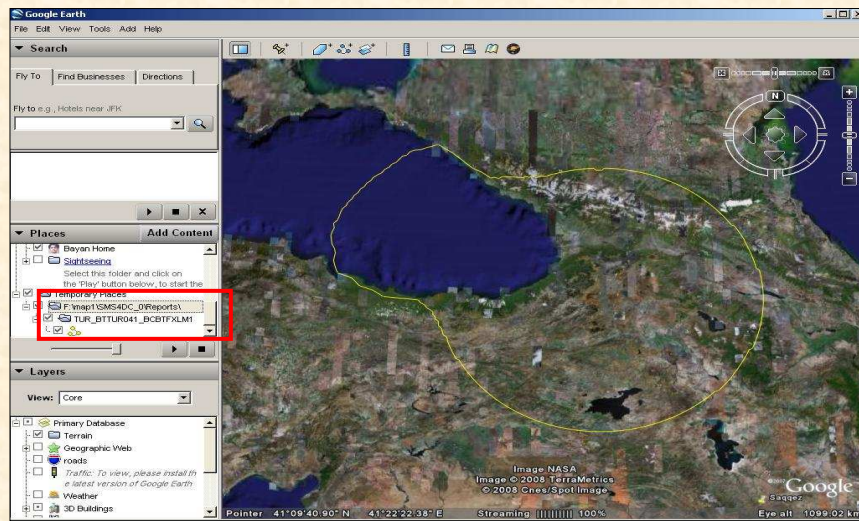 Google Earth
File Edit View Tools Add Help
Search
Fly To Find Businesses Directions
Fly to e.g., Hotels near JFK
Places Add Content
Bayan Home
Sightseeing
Select this folder and click on
the 'Play' button below, to start the
Temporary Places
F:\map1\SMS4DC_0\Reports\
TUR_BTTUR041_BCBTFXLM1
Layers
View: Core
Primary Database
Terrain
Geographic Web
roads
Traffic: To view, please install th
e latest version of Google Earth
Weather
3D Buildings
N
Image NASA
Image © 2008 TerraMetrics
© 2008 Cnes/Spot Image
Google
Saqqez
Pointer 41°09'40.90" N 41°22'22.38" E Streaming 100% Eye alt 1099.02 km